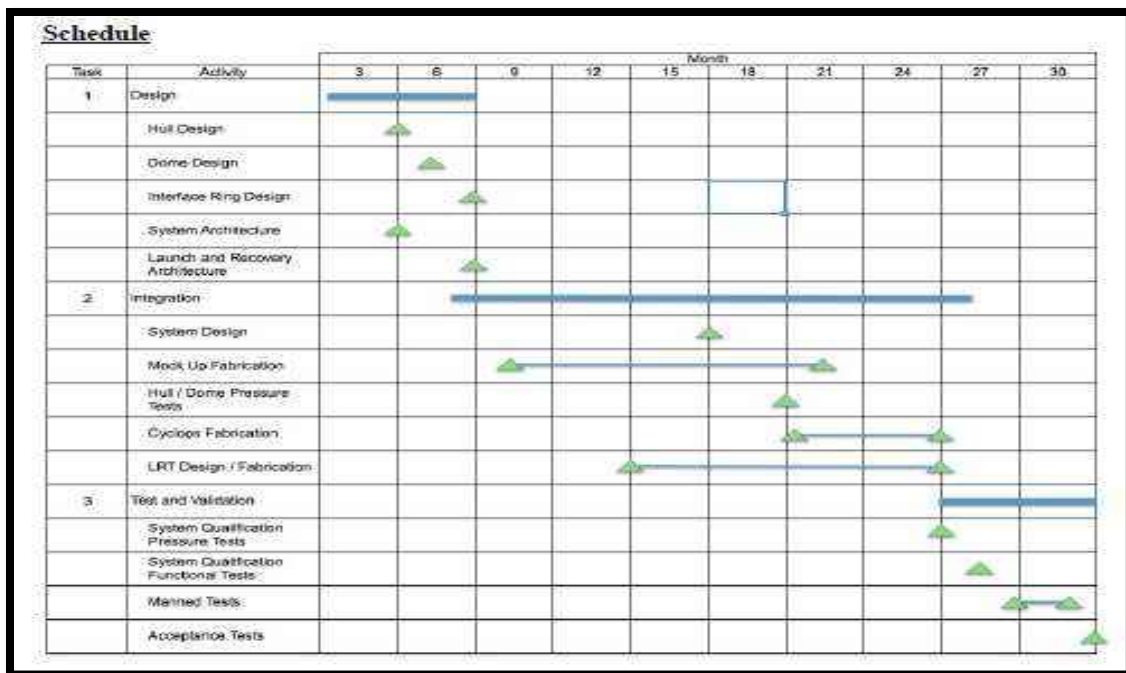 Schedule
Month
Task Activity 3 6 9 12 15 18 21 24 27 30
1 Design
Hull Design
Dome Design
Interface Ring Design
System Architecture
Launch and Recovery
Architecture
2 Integration
System Design
Mock Up Fabrication
Hull / Dome Pressure
Tests
Cyclops Fabrication
LRT Design / Fabrication
3 Test and Validation
System Qualification
Pressure Tests
System Qualification
Functional Tests
Manned Tests
Acceptance Tests